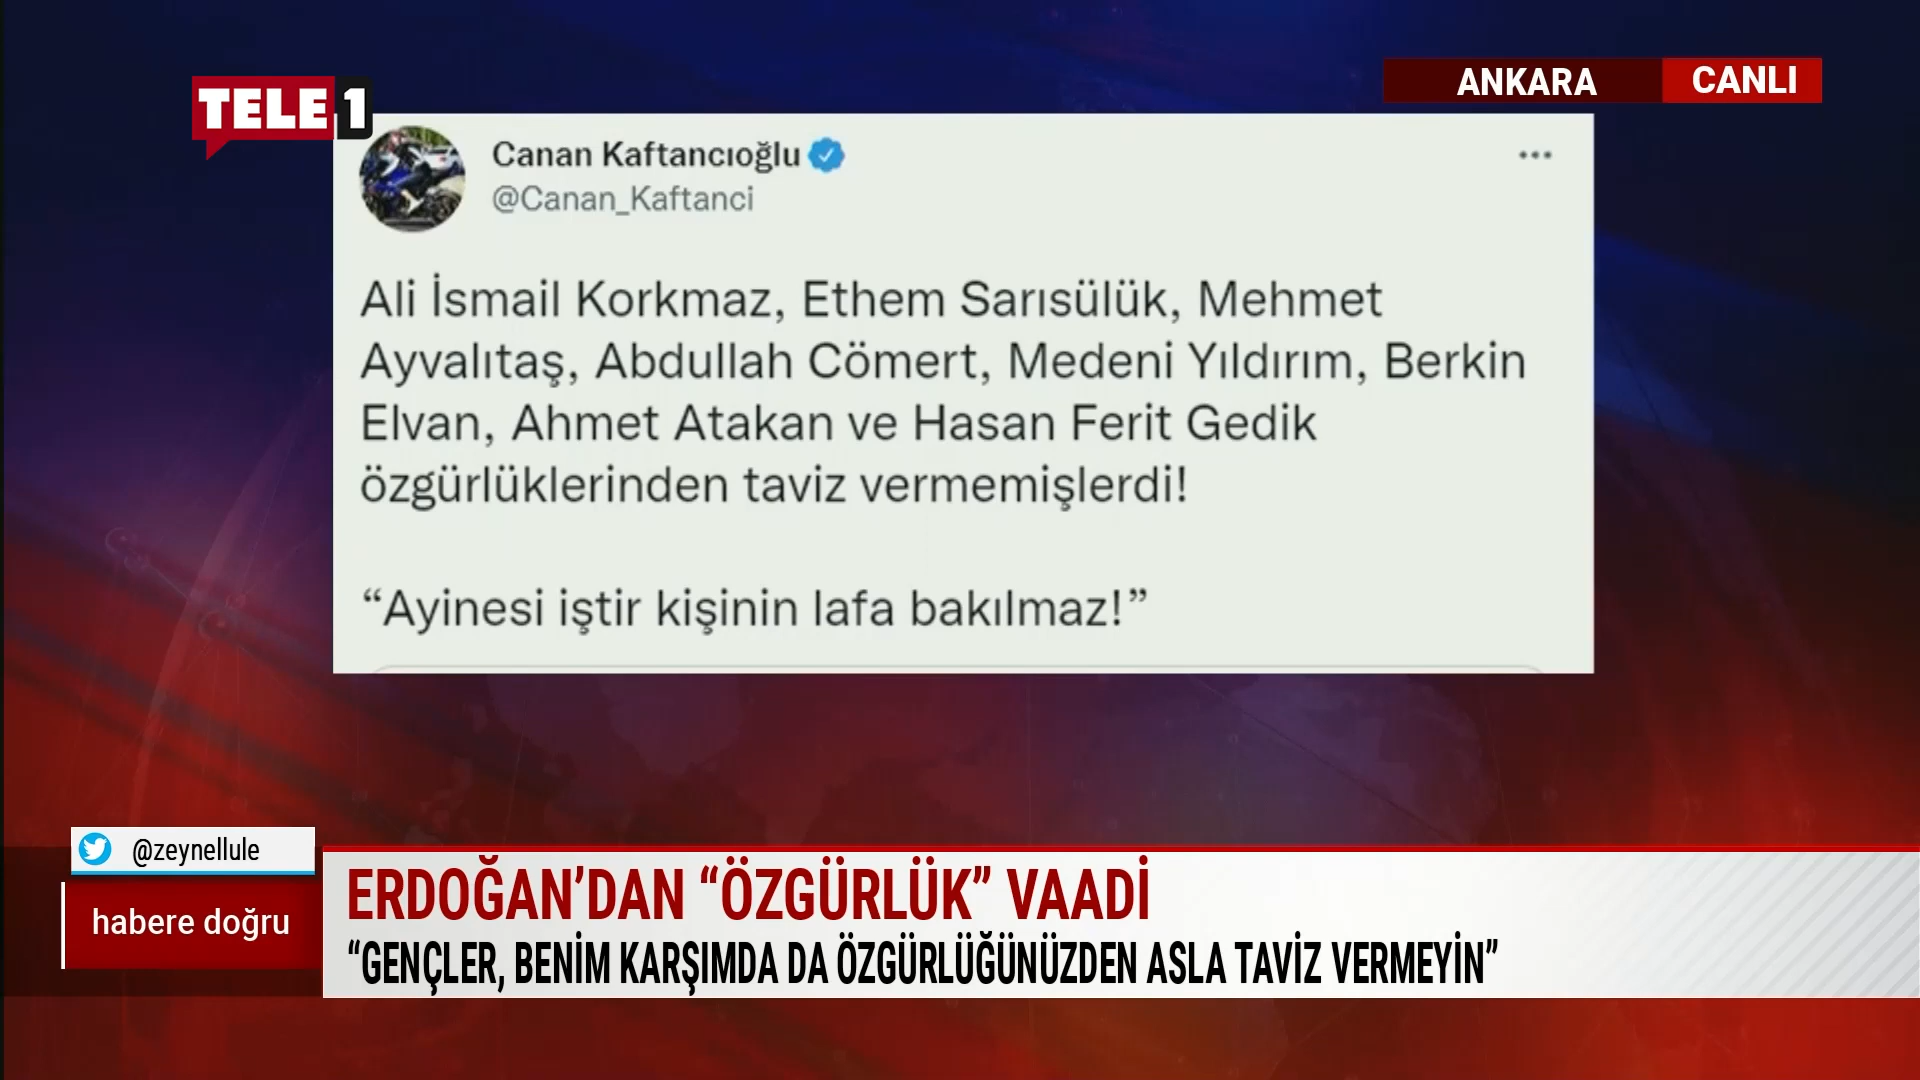 TELE 1
ANKARA CANLI
Canan Kaftancıoğlu
@Canan_Kaftanci
Ali İsmail Korkmaz, Ethem Sarısülük, Mehmet
Ayvalıtaş, Abdullah Cömert, Medeni Yıldırım, Berkin
Elvan, Ahmet Atakan ve Hasan Ferit Gedik
özgürlüklerinden taviz vermemişlerdi!
“Ayinesi iştir kişinin lafa bakılmaz!”
@zeynellule
habere doğru
ERDOĞAN’DAN “ÖZGÜRLÜK” VAADİ
“GENÇLER, BENİM KARŞIMDA DA ÖZGÜRLÜĞÜNÜZDEN ASLA TAVİZ VERMEYİN”